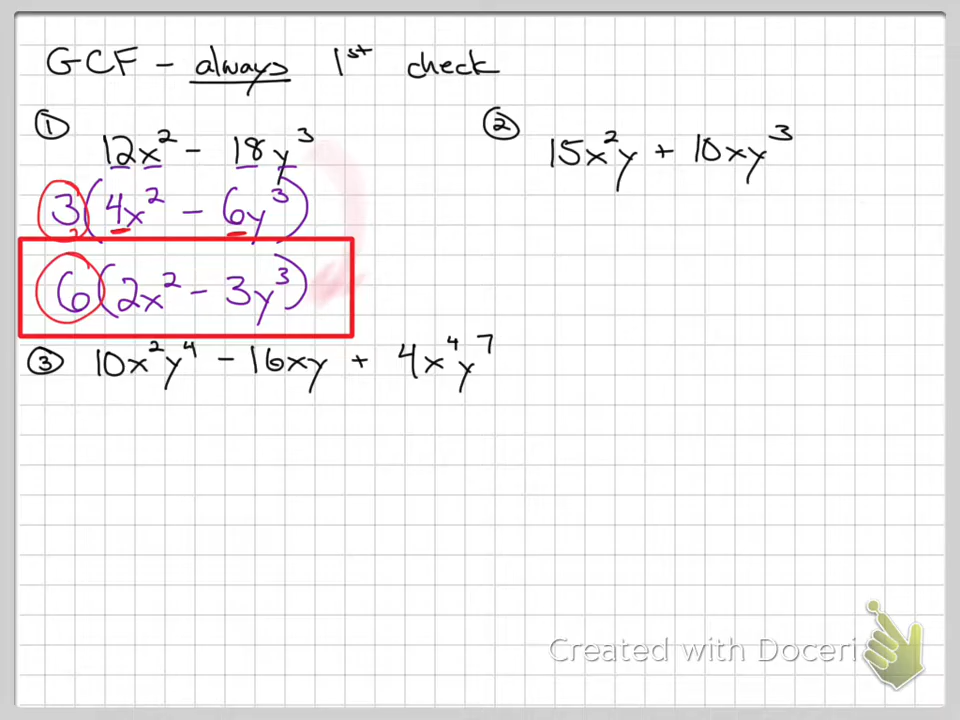 GCF - always 1st check
① 12x² - 18y³
3(4x² - 6y³)
6(2x² - 3y³)
② 15x²y + 10xy³
③ 10x²y⁴ - 16xy + 4x⁴y⁷
Created with Doceri